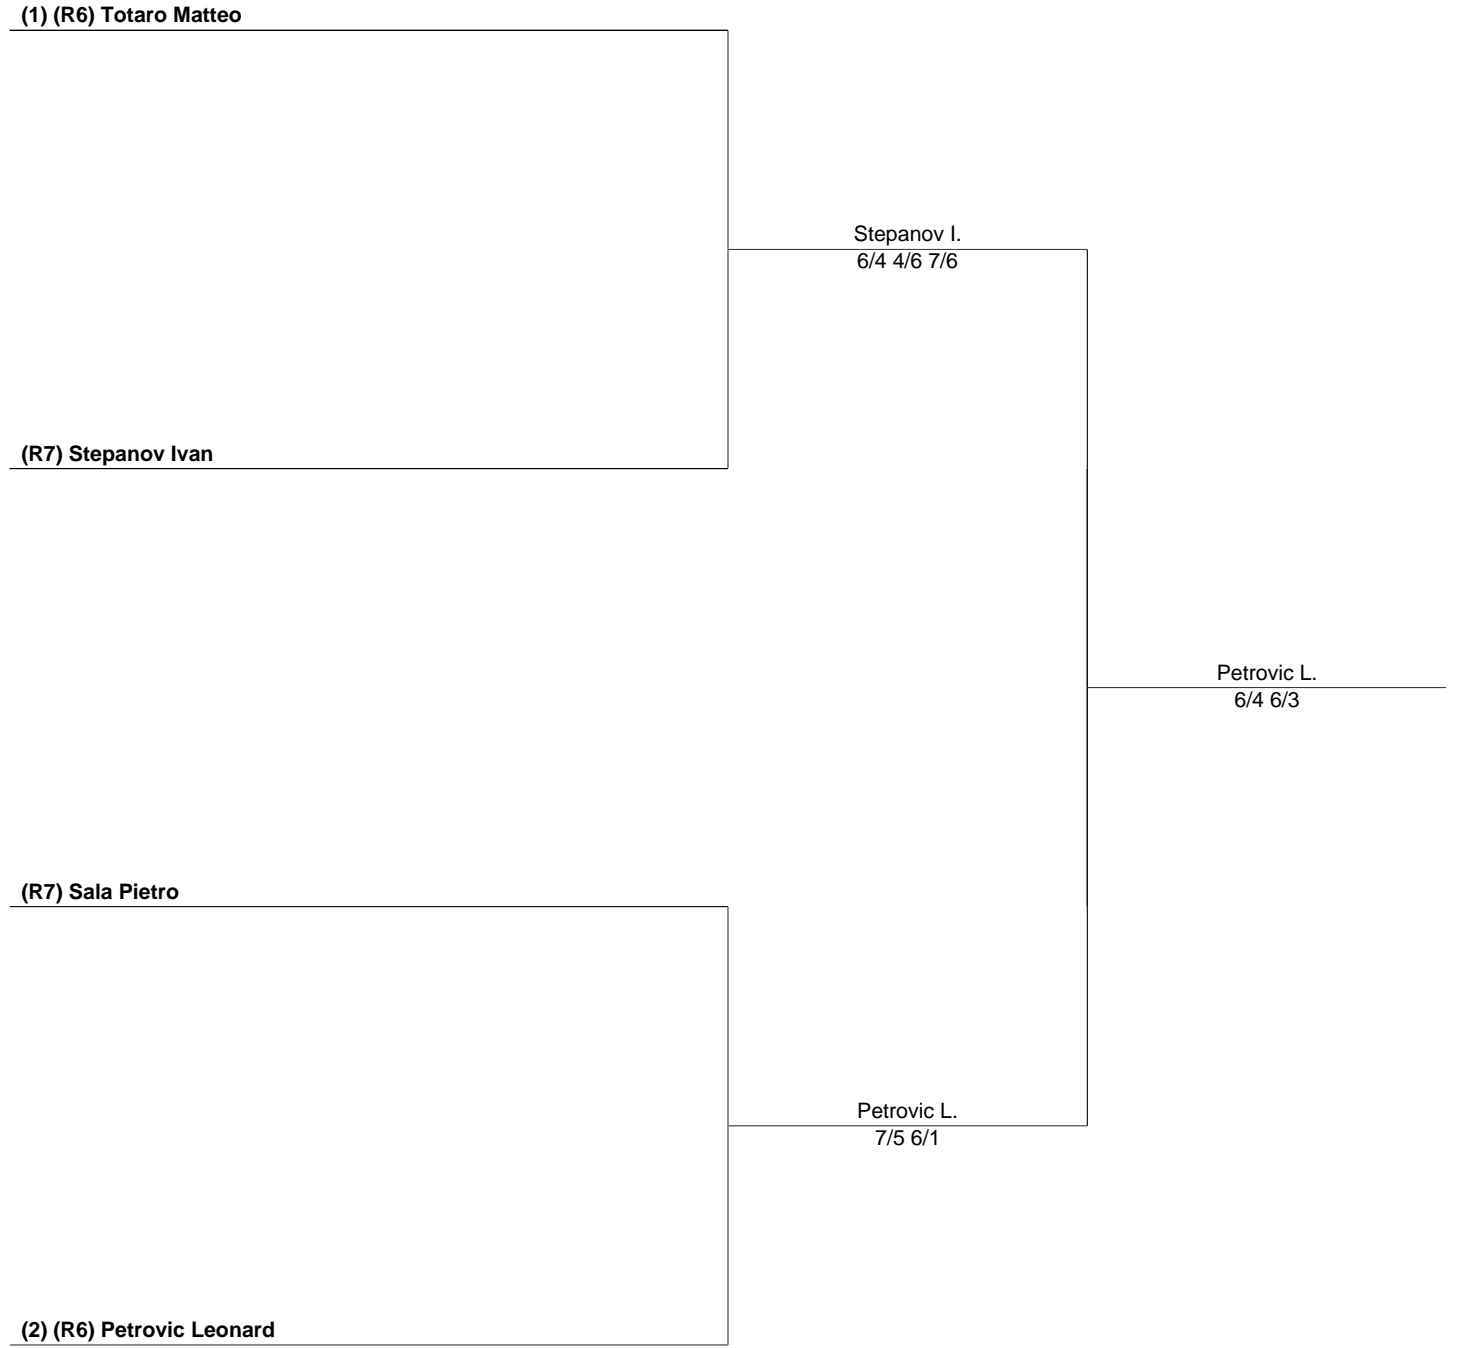 (1) (R6) Totaro Matteo
Stepanov I.
6/4 4/6 7/6
(R7) Stepanov Ivan
Petrovic L.
6/4 6/3
(R7) Sala Pietro
Petrovic L.
7/5 6/1
(2) (R6) Petrovic Leonard